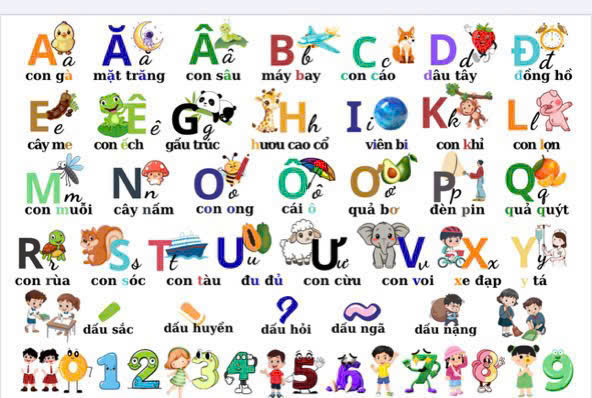 A a Ă ă Â â B b C c D d Đ đ
con gà mặt trăng con sâu máy bay con cáo dâu tây đồng hồ
E e Ê ê G g H h I i K k L l
cây me con ếch gấu trúc hươu cao cổ viên bi con khỉ con lợn
M m N n O o Ô ô Ơ ơ P p Q q
con muỗi cây nấm con ong cái ô quả bơ đèn pin quả quýt
R r S s T t U u Ư ư V v X x Y y
con rùa con sóc con tàu đu đủ con cừu con voi xe đạp y tá
dấu sắc dấu huyền dấu hỏi dấu ngã dấu nặng
0 1 2 3 4 5 6 7 8 9